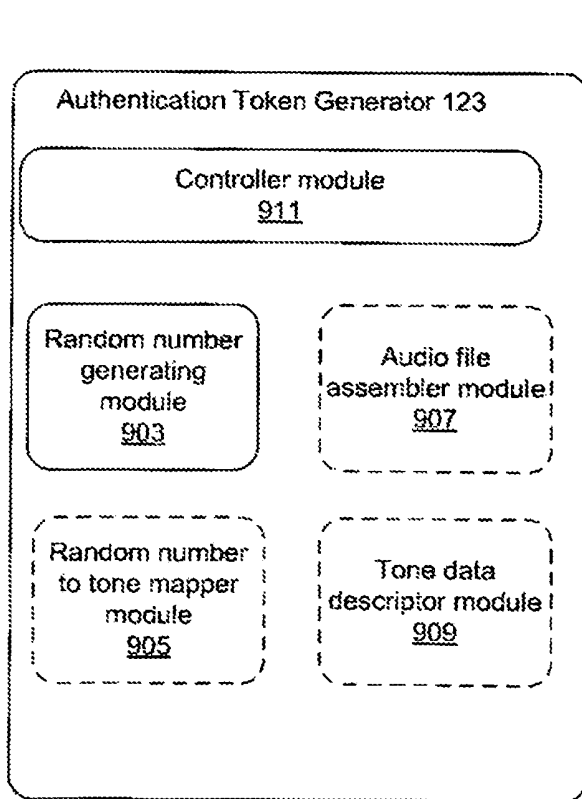 Authentication Token Generator 123
Controller module
911
Random number
generating
module
903
Audio file
assembler module
907
Random number
to tone mapper
module
905
Tone data
descriptor module
909